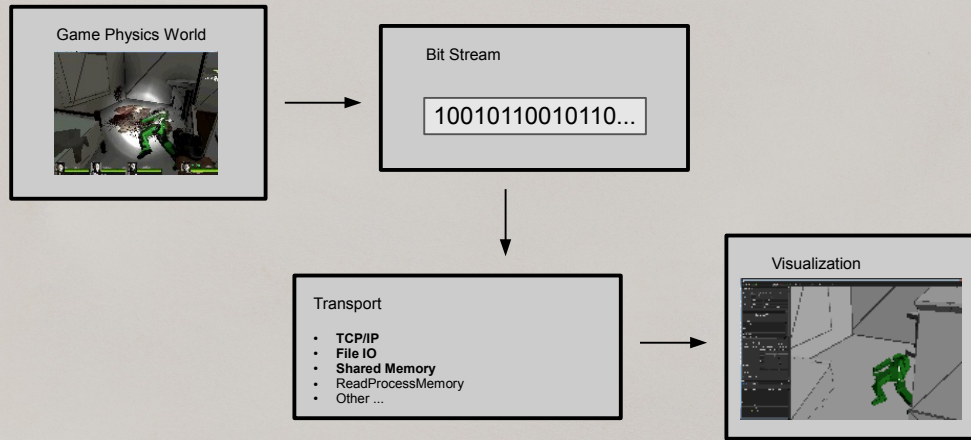 Game Physics World
Bit Stream
10010110010110...
Transport
• TCP/IP
• File IO
• Shared Memory
• ReadProcessMemory
• Other ...
Visualization